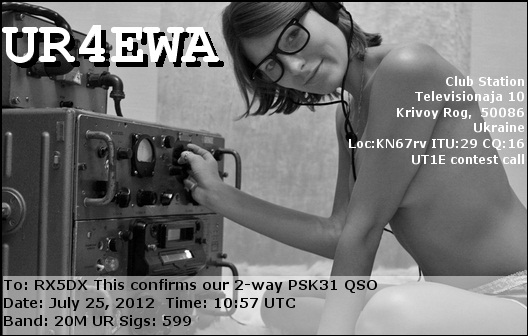 UR4EWA
Club Station
Televisionaja 10
Krivoy Rog, 50086
Ukraine
Loc:KN67rv ITU:29 CQ:16
UT1E contest call
To: RX5DX This confirms our 2-way PSK31 QSO
Date: July 25, 2012 Time: 10:57 UTC
Band: 20M UR Sigs: 599